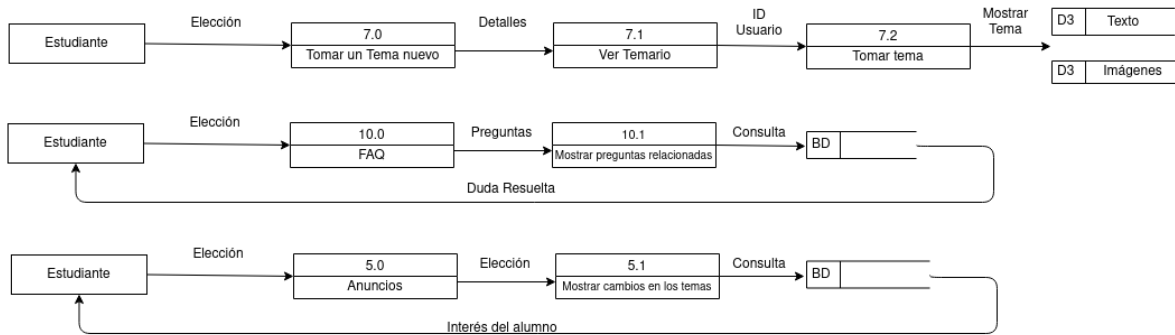 Estudiante
Elección
7.0
Tomar un Tema nuevo
Detalles
7.1
Ver Temario
ID
Usuario
7.2
Tomar tema
Mostrar
Tema
D3 Texto
D3 Imágenes
Estudiante
Elección
10.0
FAQ
Preguntas
10.1
Mostrar preguntas relacionadas
Consulta
BD
Duda Resuelta
Estudiante
Elección
5.0
Anuncios
Elección
5.1
Mostrar cambios en los temas
Consulta
BD
Interés del alumno